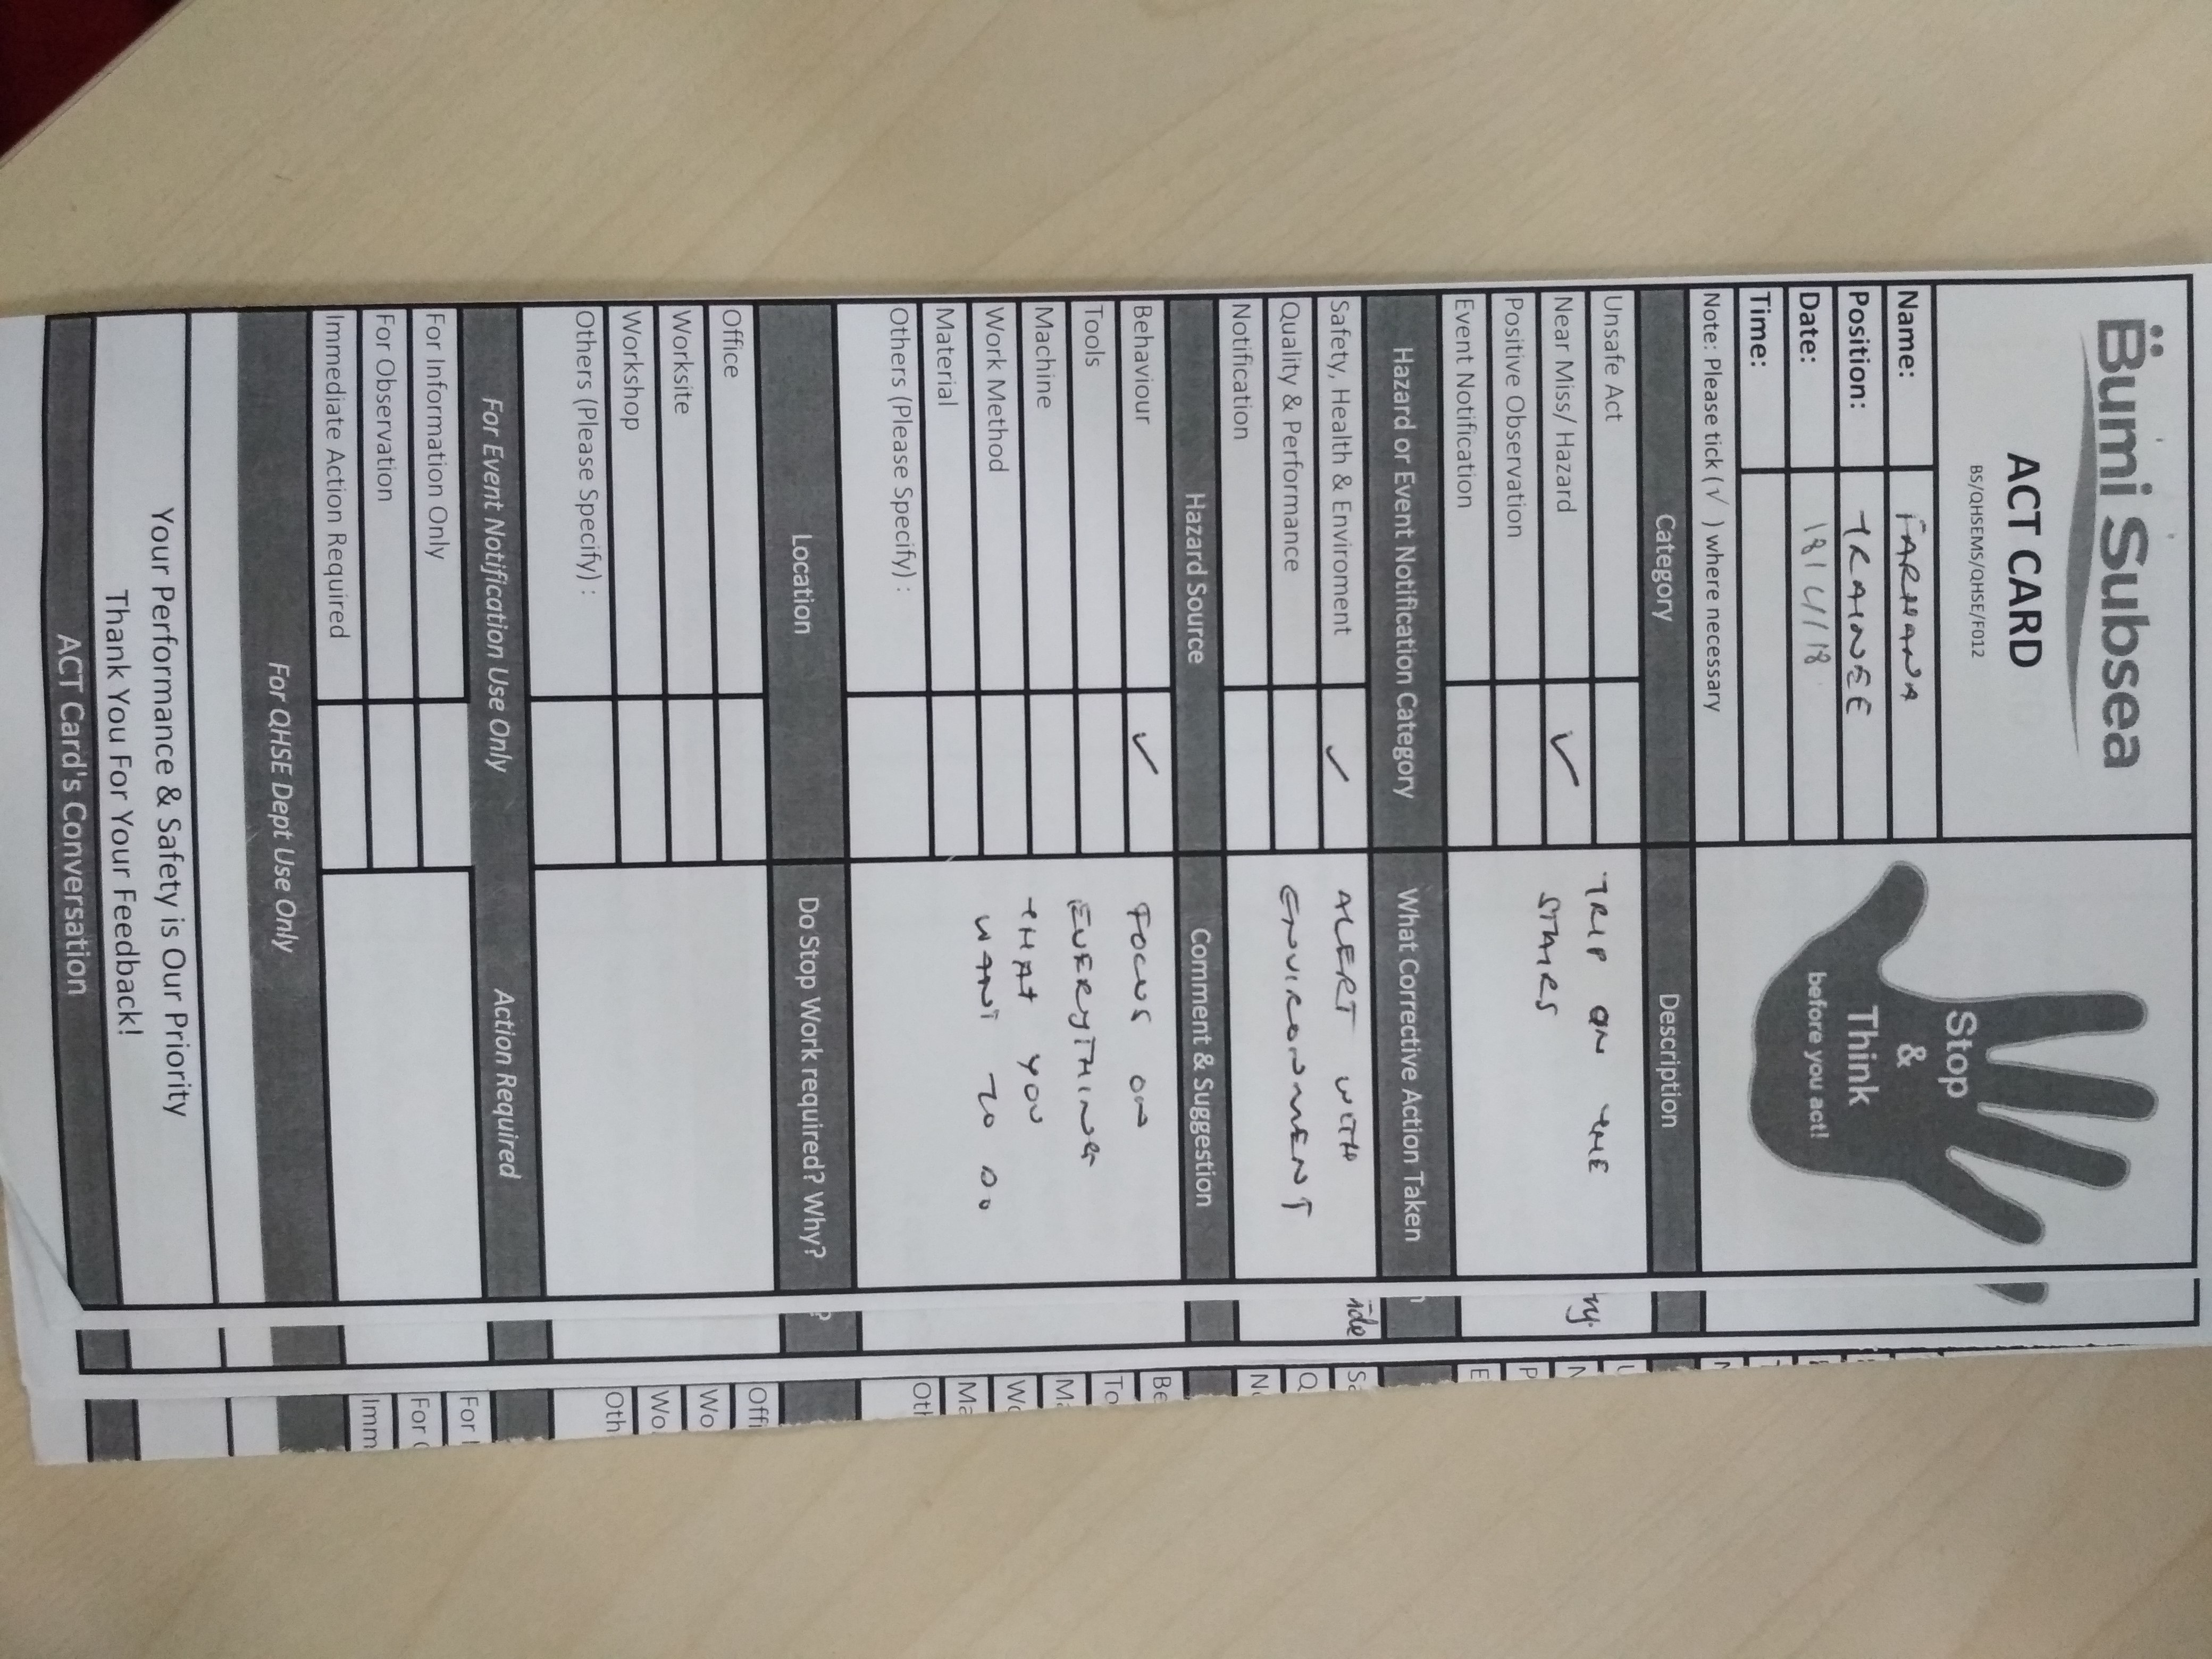 Bumi Subsea
ACT CARD
BS/QHSEMS/QHSE/F012
Stop
&
Think
before you act!
Name: FARHANA
Position: TRAINEE
Date: 18/4/18
Time:
Note: Please tick (√ ) where necessary
Category Description
Unsafe Act TRIP ON THE
Near Miss/ Hazard ✓ STAIRS
Positive Observation
Event Notification
Hazard or Event Notification Category What Corrective Action Taken
Safety, Health & Enviroment ✓ ALERT WITH
Quality & Performance ENVIRONMENT
Notification
Hazard Source Comment & Suggestion
Behaviour ✓ FOCUS ON
Tools EVERYTHING
Machine THAT YOU
Work Method WANT TO DO
Material
Others (Please Specify) :
Location Do Stop Work required? Why?
Office
Worksite
Workshop
Others (Please Specify) :
For Event Notification Use Only Action Required
For Information Only
For Observation
Immediate Action Required
For QHSE Dept Use Only
Your Performance & Safety is Our Priority
Thank You For Your Feedback!
ACT Card's Conversation